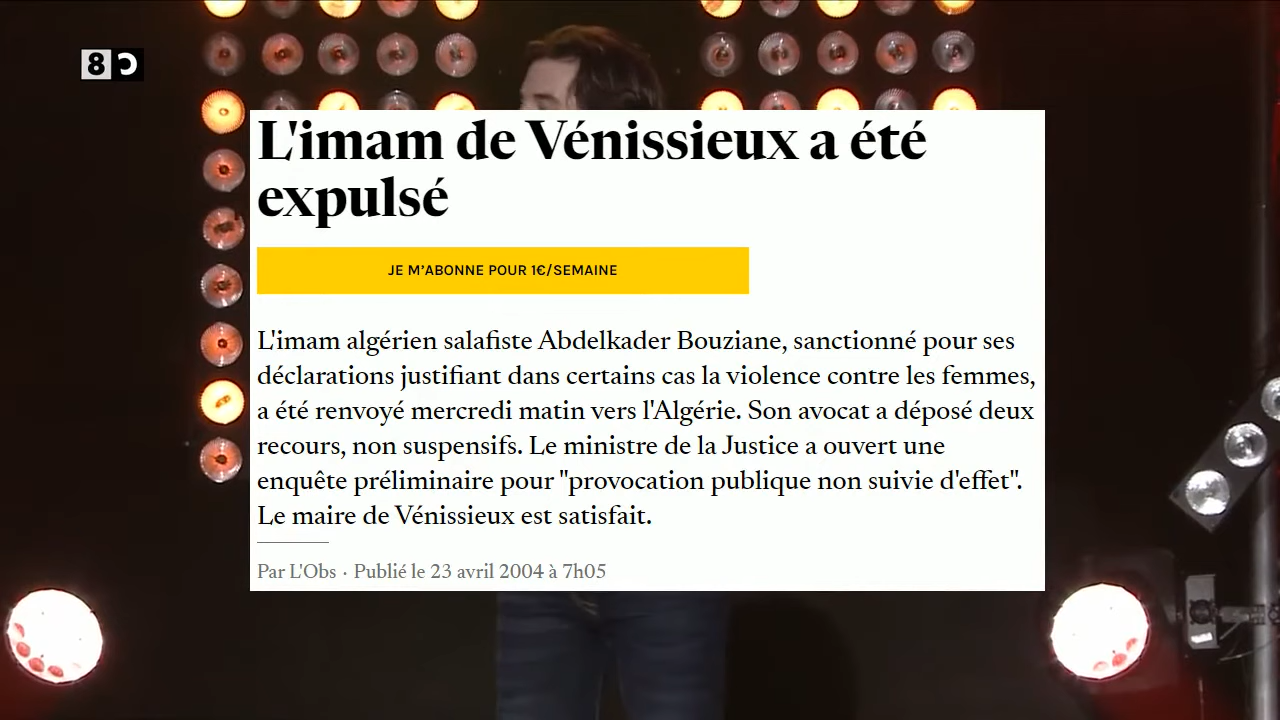 8
L'imam de Vénissieux a été
expulsé
JE M'ABONNE POUR 1€/SEMAINE
L'imam algérien salafiste Abdelkader Bouziane, sanctionné pour ses
déclarations justifiant dans certains cas la violence contre les femmes,
a été renvoyé mercredi matin vers l'Algérie. Son avocat a déposé deux
recours, non suspensifs. Le ministre de la Justice a ouvert une
enquête préliminaire pour "provocation publique non suivie d'effet".
Le maire de Vénissieux est satisfait.
Par L'Obs · Publié le 23 avril 2004 à 7h05